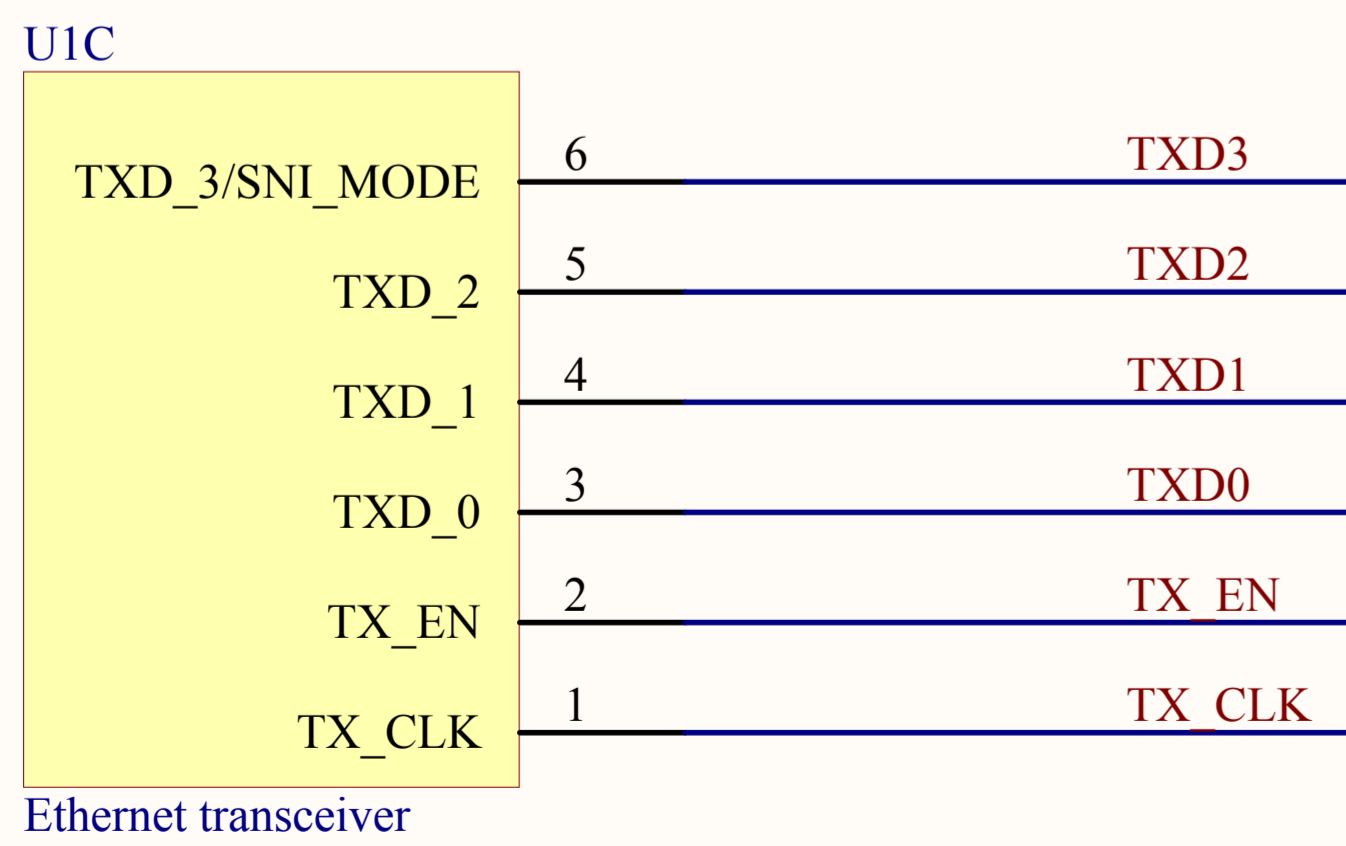 U1C
TXD_3/SNI_MODE 6 TXD3
TXD_2 5 TXD2
TXD_1 4 TXD1
TXD_0 3 TXD0
TX_EN 2 TX_EN
TX_CLK 1 TX_CLK
Ethernet transceiver